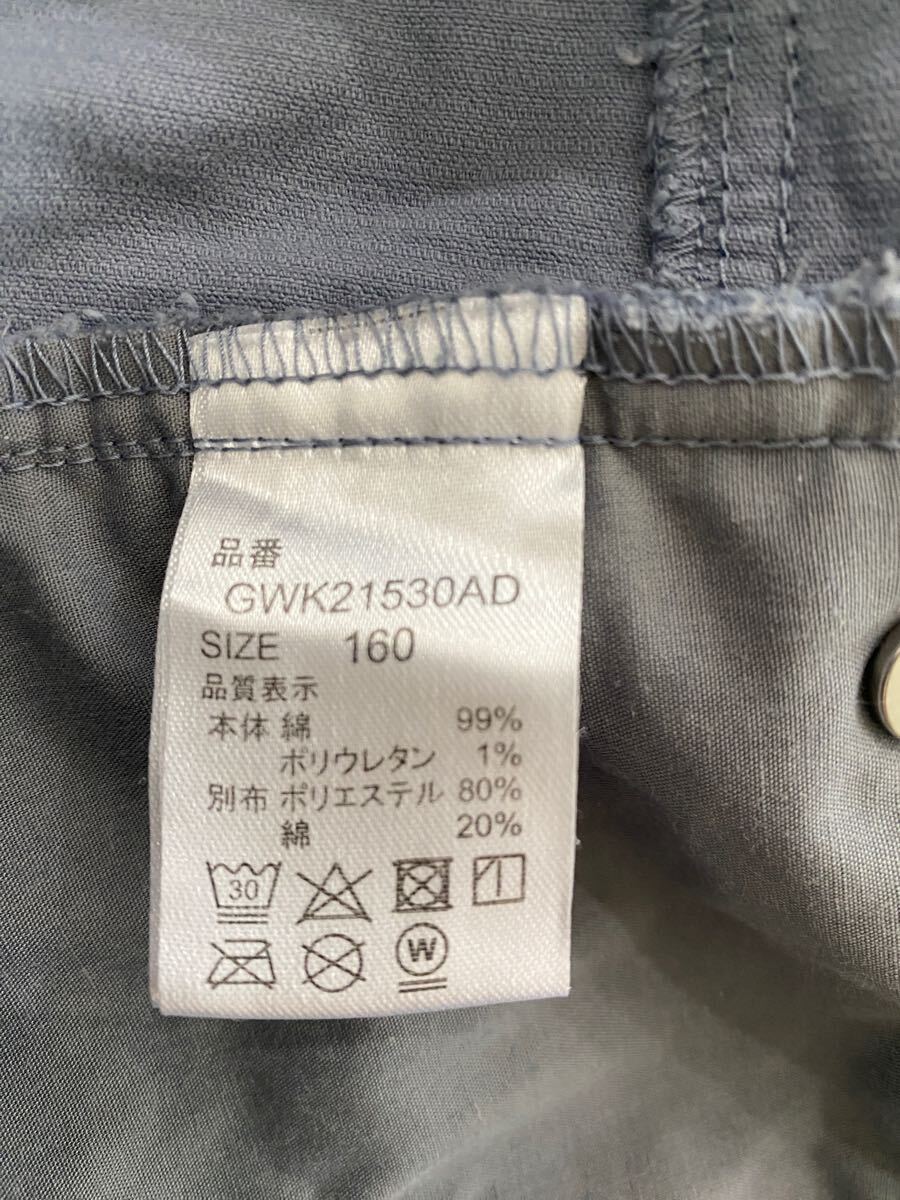 品番
GWK21530AD
SIZE 160
品質表示
本体 綿 99%
ポリウレタン 1%
別布 ポリエステル 80%
綿 20%
30
W